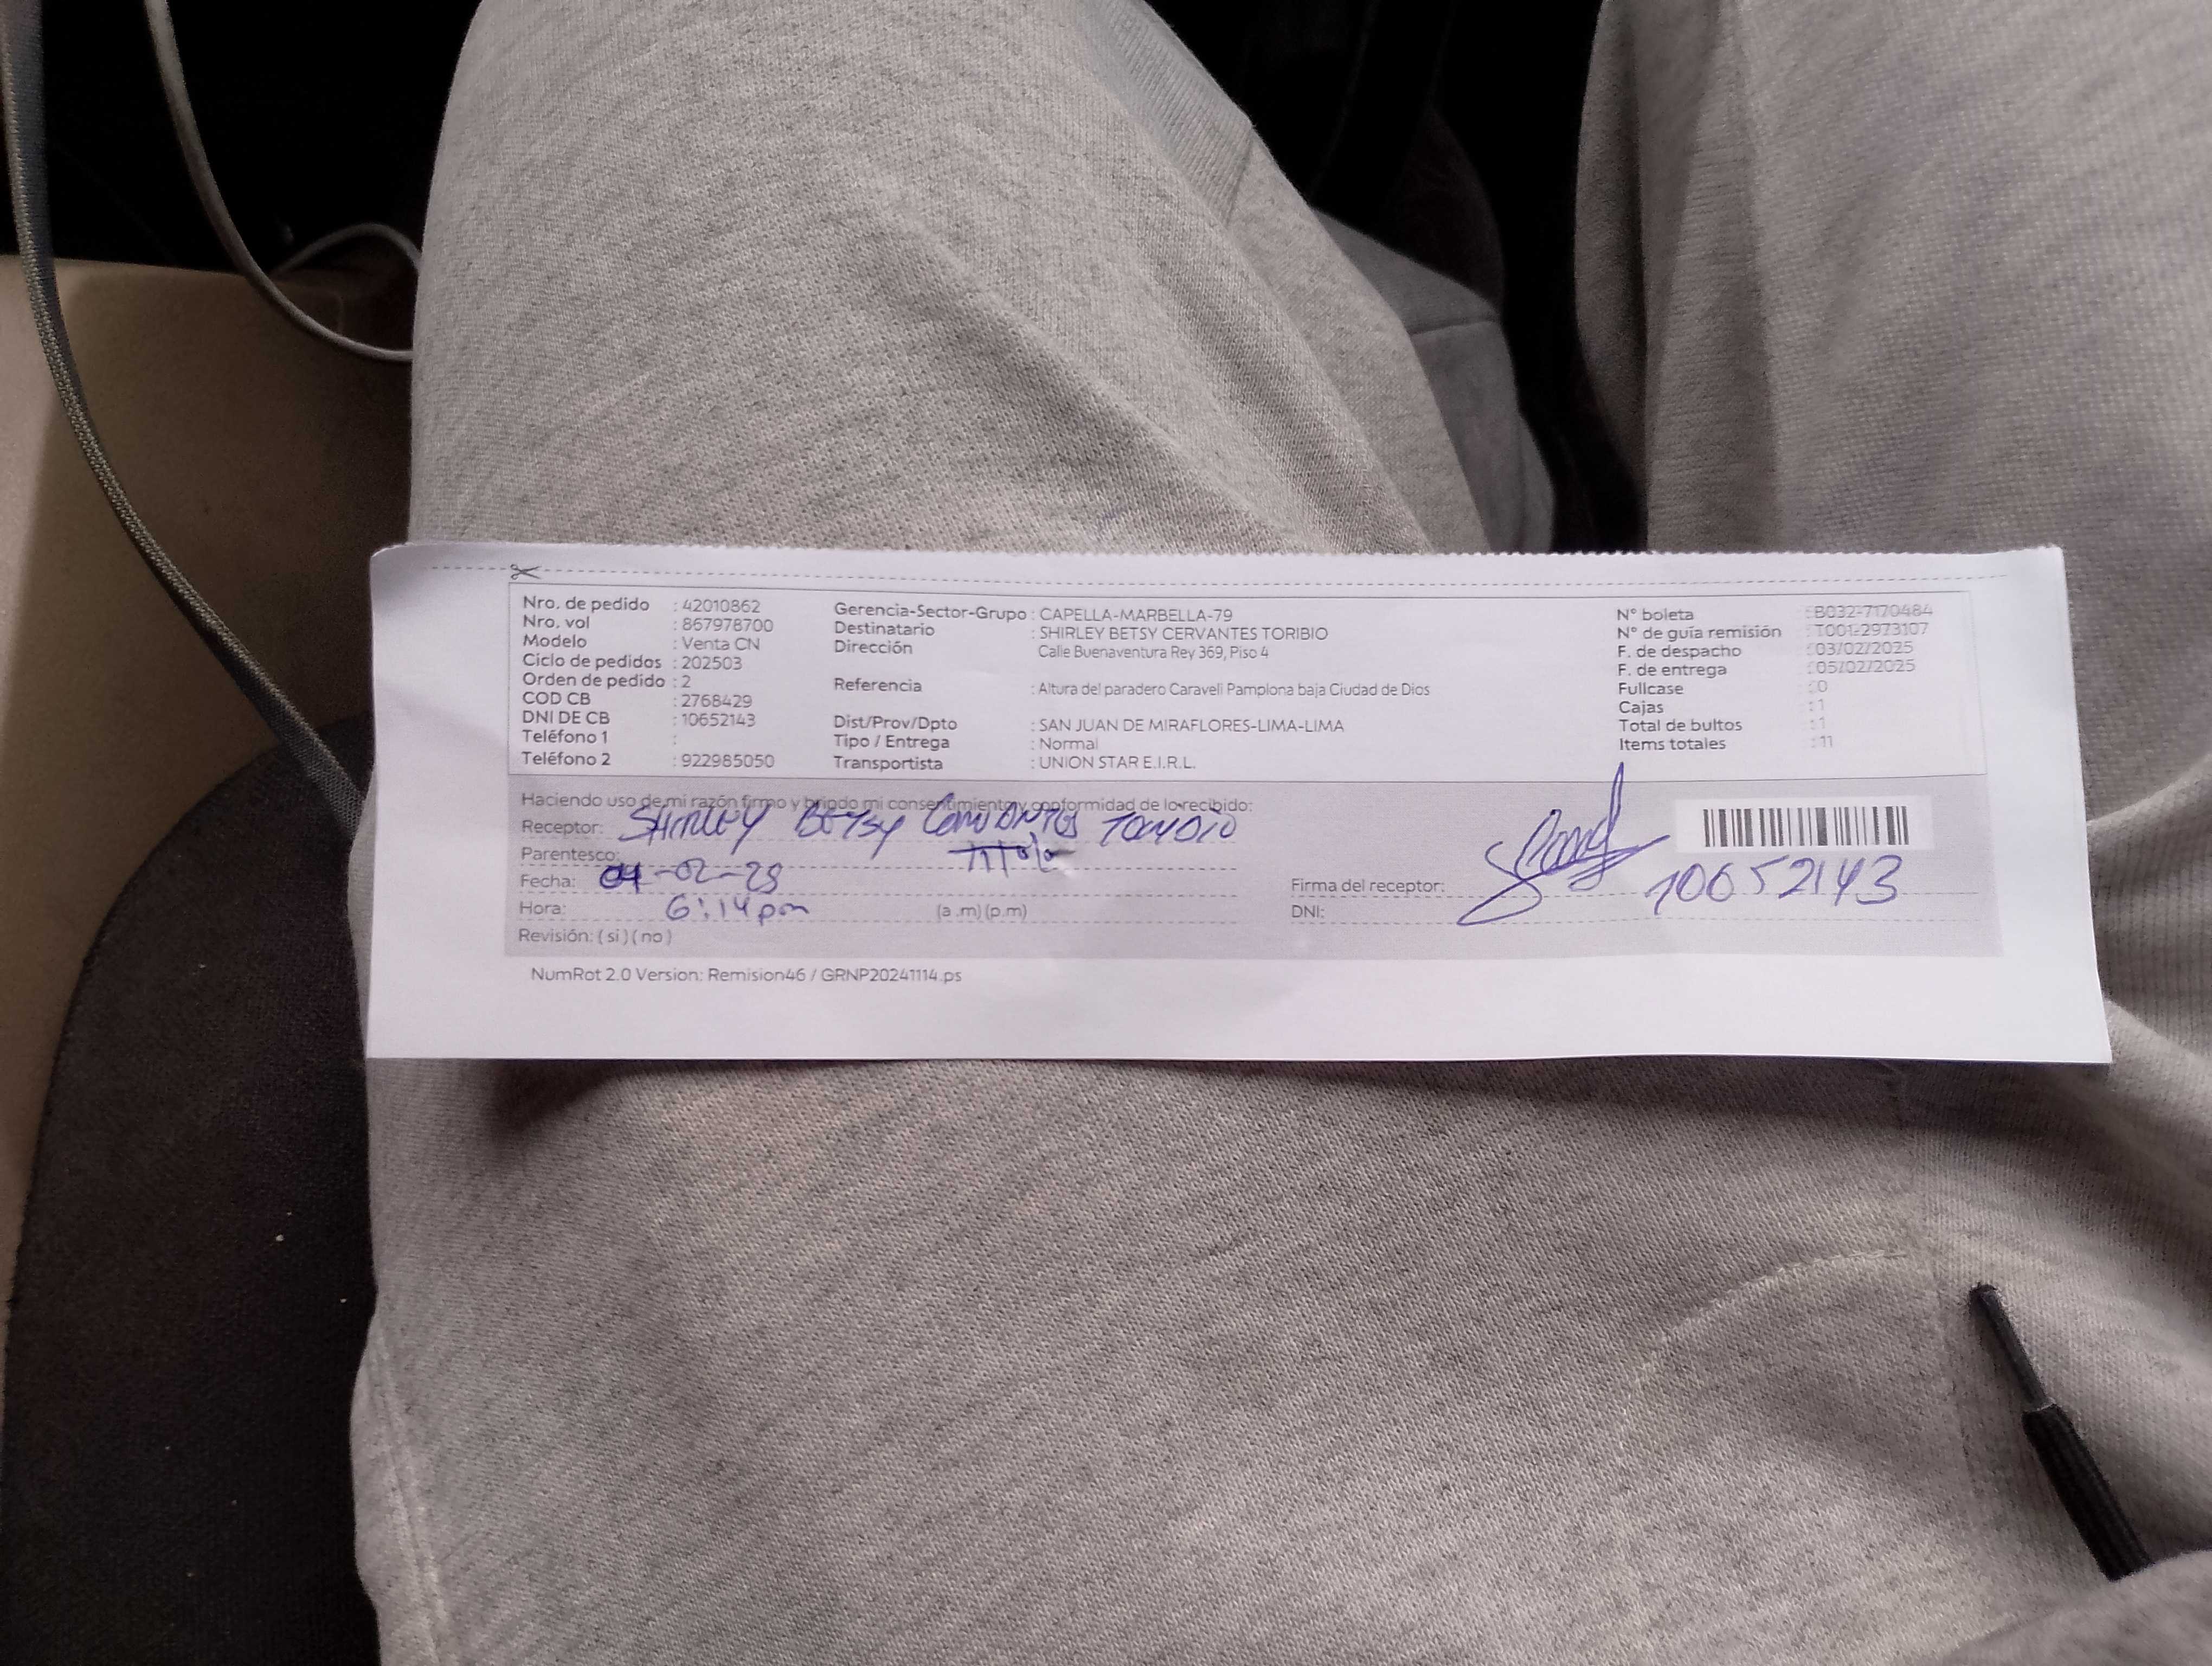 Nro. de pedido : 42010862
Nro. vol : 867978700
Modelo : Venta CN
Ciclo de pedidos : 202503
Orden de pedido : 2
COD CB : 2768429
DNI DE CB : 10652143
Teléfono 1 :
Teléfono 2 : 922985050
Gerencia-Sector-Grupo : CAPELLA-MARBELLA-79
Destinatario : SHIRLEY BETSY CERVANTES TORIBIO
Dirección Calle Buenaventura Rey 369, Piso 4
Referencia : Altura del paradero Caraveli Pamplona baja Ciudad de Dios
Dist/Prov/Dpto : SAN JUAN DE MIRAFLORES-LIMA-LIMA
Tipo / Entrega : Normal
Transportista : UNION STAR E.I.R.L.
N° boleta : B032-7170484
N° de guía remisión : T001-2973107
F. de despacho : 03/02/2025
F. de entrega : 05/02/2025
Fullcase : 0
Cajas : 1
Total de bultos : 1
Items totales : 11
Haciendo uso de mi razón firmo y brindo mi consentimiento y conformidad de lo recibido:
Receptor: Shirley Betsy Cervantes Toribio
Parentesco: Titular
Fecha: 04-02-25
Hora: 6:14pm (a.m)(p.m)
Revisión: ( si ) ( no )
Firma del receptor:
DNI: 10652143
NumRot 2.0 Version: Remision46 / GRNP20241114.ps